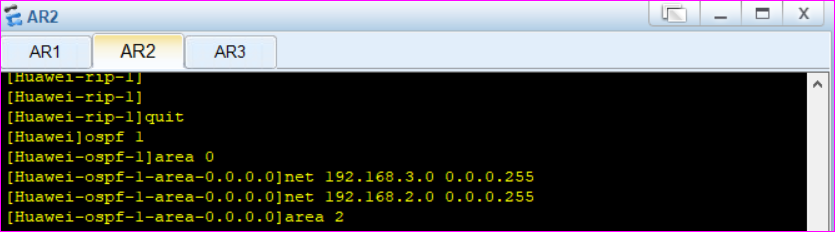 AR2
X
AR1 AR2 AR3
[Huawei-rip-1]
[Huawei-rip-1]
[Huawei-rip-1]quit
[Huawei]ospf 1
[Huawei-ospf-1]area 0
[Huawei-ospf-1-area-0.0.0.0]net 192.168.3.0 0.0.0.255
[Huawei-ospf-1-area-0.0.0.0]net 192.168.2.0 0.0.0.255
[Huawei-ospf-1-area-0.0.0.0]area 2